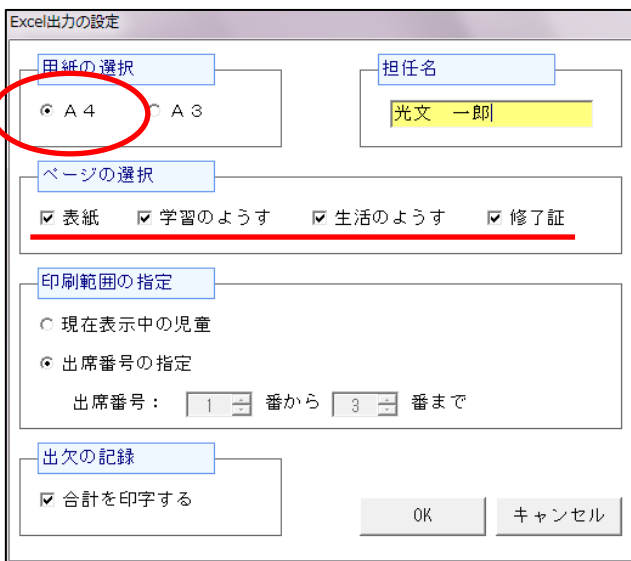 Excel出力の設定
用紙の選択
担任名
A4 A3
光文 一郎
ページの選択
表紙 学習のようす 生活のようす 修了証
印刷範囲の指定
現在表示中の児童
出席番号の指定
出席番号： 1 番から 3 番まで
出欠の記録
合計を印字する
OK キャンセル